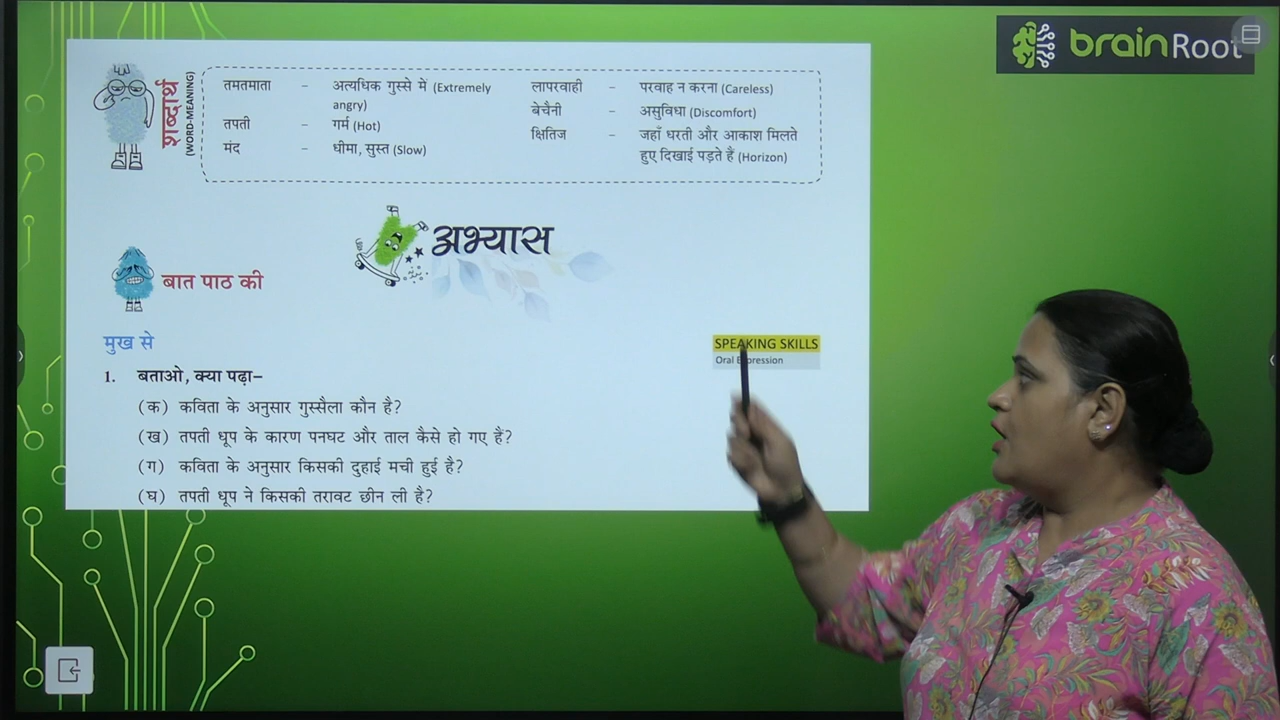 brainRoot
शब्दार्थ
(WORD-MEANING)
तमतमाता – अत्यधिक गुस्से में (Extremely
angry)
तपती – गर्म (Hot)
मंद – धीमा, सुस्त (Slow)
लापरवाही – परवाह न करना (Careless)
बेचैनी – असुविधा (Discomfort)
क्षितिज – जहाँ धरती और आकाश मिलते
हुए दिखाई पड़ते हैं (Horizon)
अभ्यास
बात पाठ की
मुख से
SPEAKING SKILLS
Oral Expression
1. बताओ, क्या पढ़ा–
(क) कविता के अनुसार गुस्सैला कौन है?
(ख) तपती धूप के कारण पनघट और ताल कैसे हो गए हैं?
(ग) कविता के अनुसार किसकी दुहाई मची हुई है?
(घ) तपती धूप ने किसकी तरावट छीन ली है?